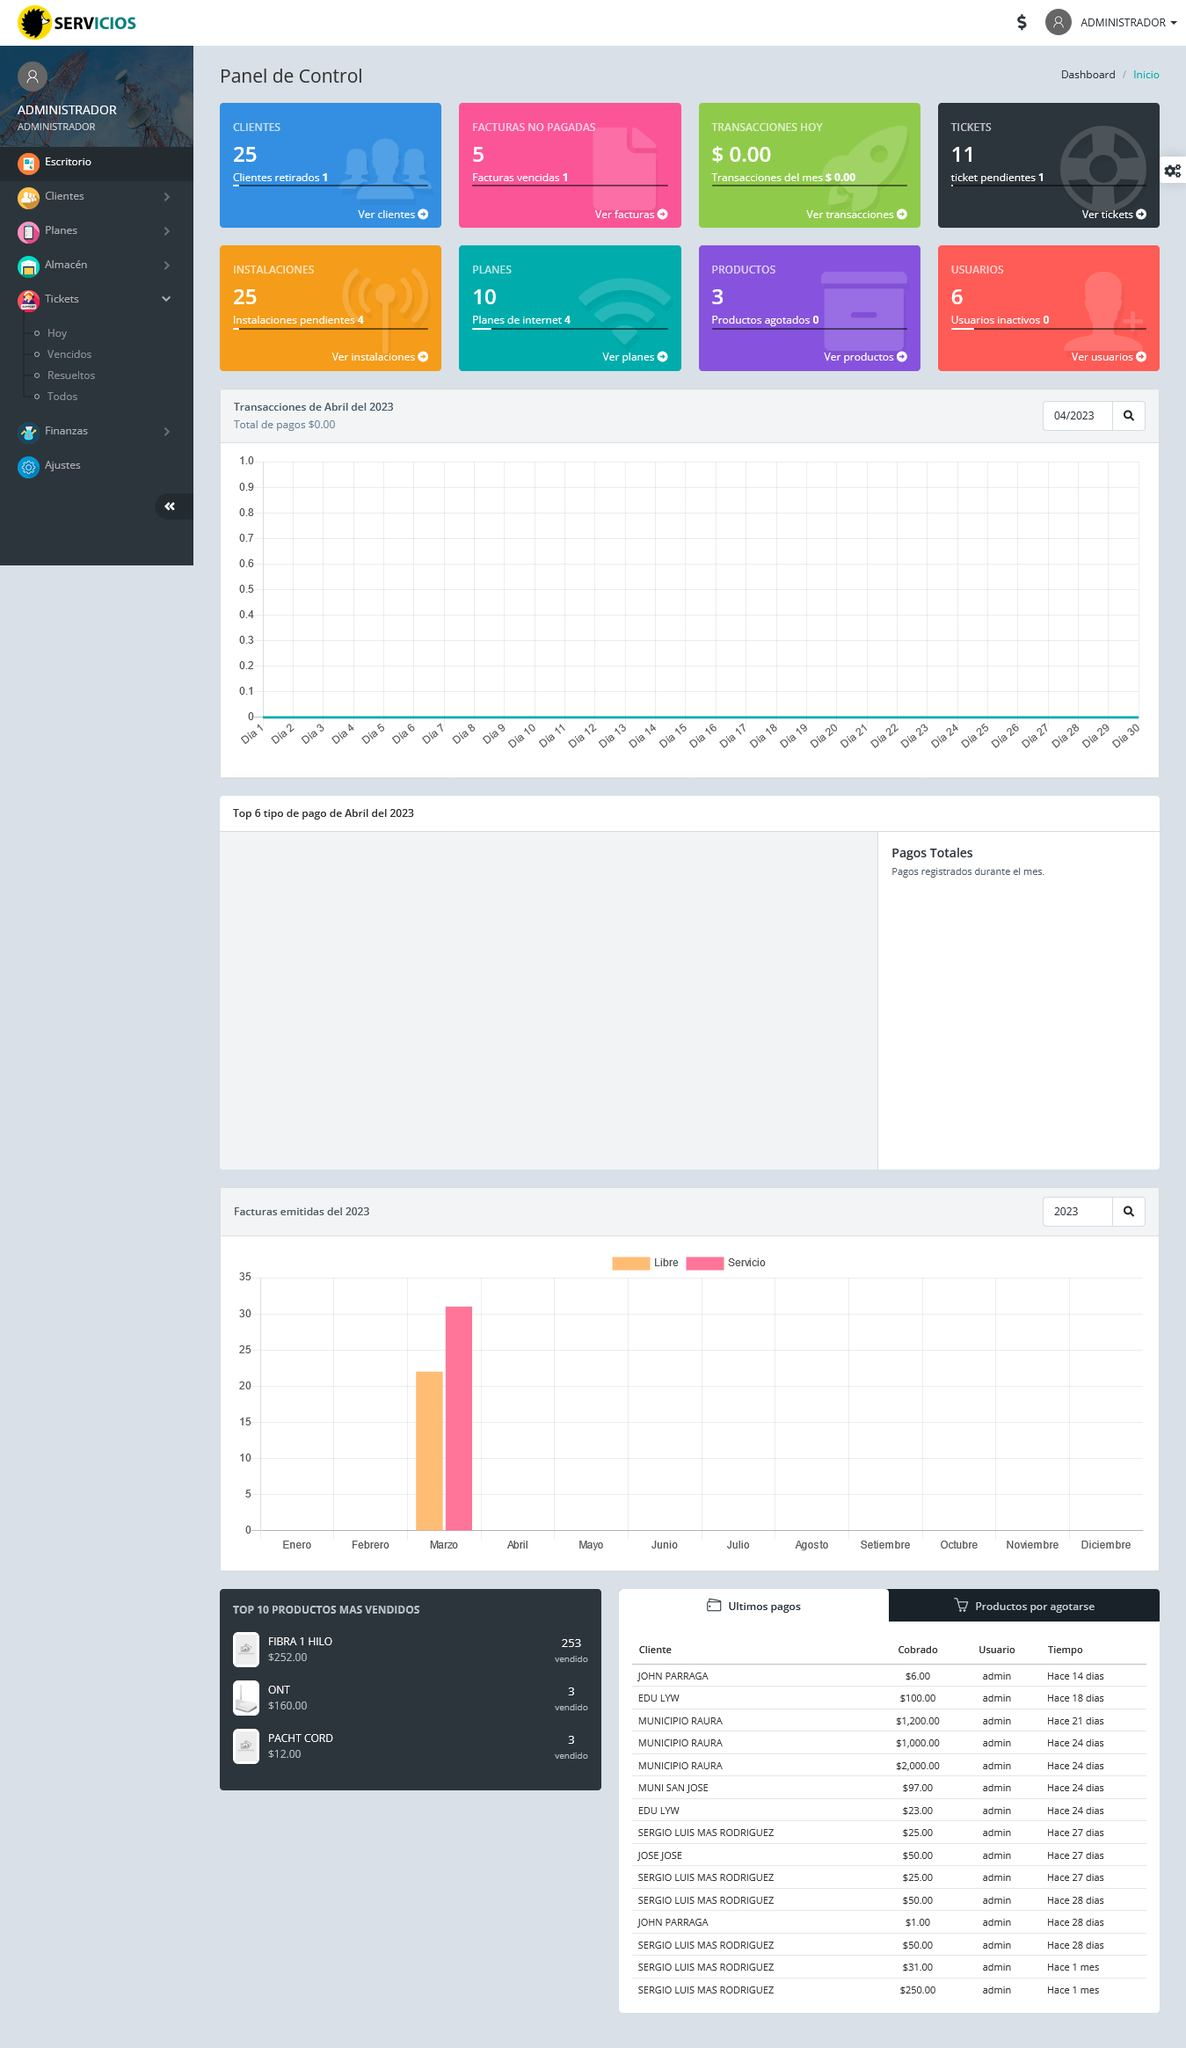 SERVICIOS
$
ADMINISTRADOR
ADMINISTRADOR
ADMINISTRADOR
Escritorio
Clientes
Planes
Almacén
Tickets
Hoy
Vencidos
Resueltos
Todos
Finanzas
Ajustes
Panel de Control
Dashboard / Inicio
CLIENTES
25
Clientes retirados 1
Ver clientes
FACTURAS NO PAGADAS
5
Facturas vencidas 1
Ver facturas
TRANSACCIONES HOY
$ 0.00
Transacciones del mes $ 0.00
Ver transacciones
TICKETS
11
ticket pendientes 1
Ver tickets
INSTALACIONES
25
Instalaciones pendientes 4
Ver instalaciones
PLANES
10
Planes de internet 4
Ver planes
PRODUCTOS
3
Productos agotados 0
Ver productos
USUARIOS
6
Usuarios inactivos 0
Ver usuarios
Transacciones de Abril del 2023
Total de pagos $0.00
04/2023
1.0
0.9
0.8
0.7
0.6
0.5
0.4
0.3
0.2
0.1
0
Dia 1 Dia 2 Dia 3 Dia 4 Dia 5 Dia 6 Dia 7 Dia 8 Dia 9 Dia 10 Dia 11 Dia 12 Dia 13 Dia 14 Dia 15 Dia 16 Dia 17 Dia 18 Dia 19 Dia 20 Dia 21 Dia 22 Dia 23 Dia 24 Dia 25 Dia 26 Dia 27 Dia 28 Dia 29 Dia 30
Top 6 tipo de pago de Abril del 2023
Pagos Totales
Pagos registrados durante el mes.
Facturas emitidas del 2023
2023
Libre Servicio
35
30
25
20
15
10
5
0
Enero Febrero Marzo Abril Mayo Junio Julio Agosto Setiembre Octubre Noviembre Diciembre
TOP 10 PRODUCTOS MAS VENDIDOS
FIBRA 1 HILO 253
$252.00 vendido
ONT 3
$160.00 vendido
PACHT CORD 3
$12.00 vendido
Ultimos pagos
Productos por agotarse
Cliente Cobrado Usuario Tiempo
JOHN PARRAGA $6.00 admin Hace 14 dias
EDU LYW $100.00 admin Hace 18 dias
MUNICIPIO RAURA $1,200.00 admin Hace 21 dias
MUNICIPIO RAURA $1,000.00 admin Hace 24 dias
MUNICIPIO RAURA $2,000.00 admin Hace 24 dias
MUNI SAN JOSE $97.00 admin Hace 24 dias
EDU LYW $23.00 admin Hace 24 dias
SERGIO LUIS MAS RODRIGUEZ $25.00 admin Hace 27 dias
JOSE JOSE $50.00 admin Hace 27 dias
SERGIO LUIS MAS RODRIGUEZ $25.00 admin Hace 27 dias
SERGIO LUIS MAS RODRIGUEZ $50.00 admin Hace 28 dias
JOHN PARRAGA $1.00 admin Hace 28 dias
SERGIO LUIS MAS RODRIGUEZ $50.00 admin Hace 28 dias
SERGIO LUIS MAS RODRIGUEZ $31.00 admin Hace 1 mes
SERGIO LUIS MAS RODRIGUEZ $250.00 admin Hace 1 mes